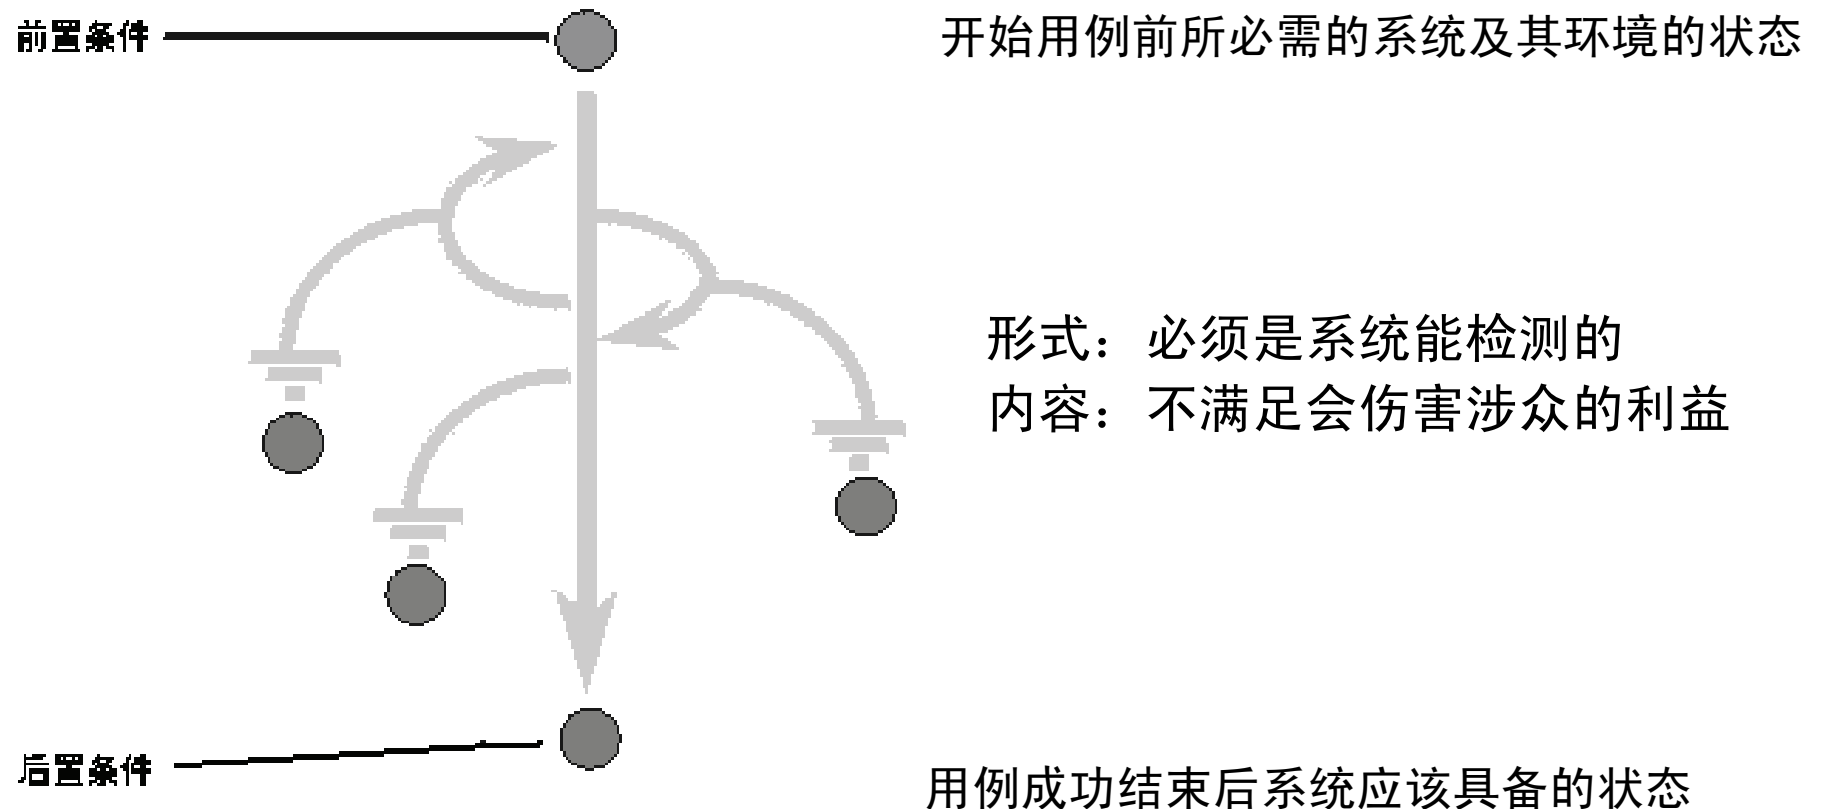 前置条件
开始用例前所必需的系统及其环境的状态
形式：必须是系统能检测的
内容：不满足会伤害涉众的利益
后置条件
用例成功结束后系统应该具备的状态